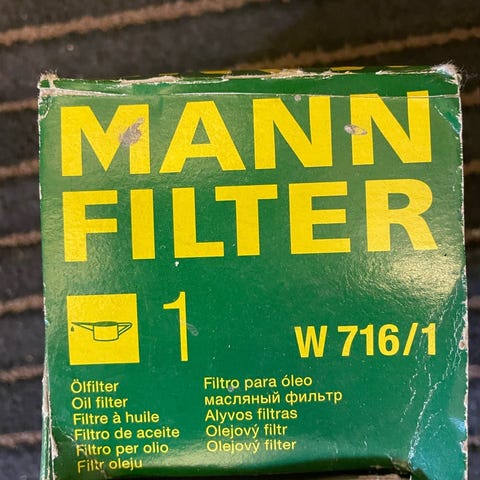 MANN
FILTER
1
W 716/1
Ölfilter
Oil filter
Filtre à huile
Filtro de aceite
Filtro per olio
Filtr oleju
Filtro para óleo
масляный фильтр
Alyvos filtras
Olejový filtr
Olejový filter